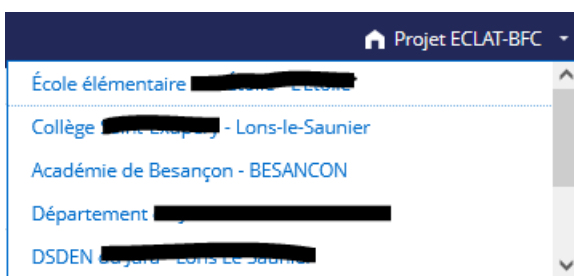 Projet ECLAT-BFC
École élémentaire
Collège - Lons-le-Saunier
Académie de Besançon - BESANCON
Département
DSDEN